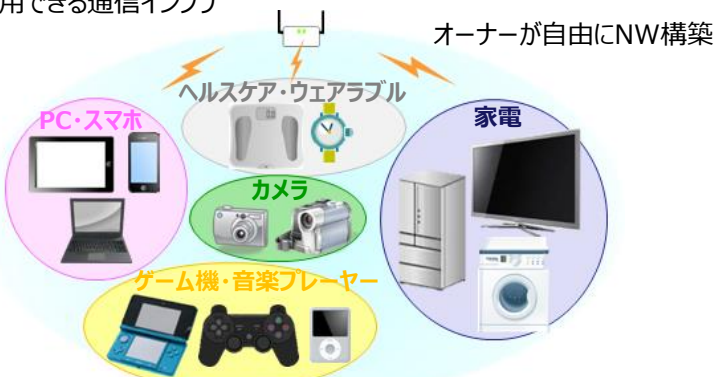 用できる通信インフラ
オーナーが自由にNW構築
ヘルスケア・ウェアラブル
PC・スマホ
家電
カメラ
ゲーム機・音楽プレーヤー